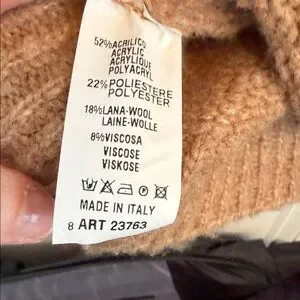 52%ACRILICO
ACRYLIC
ACRYLIQUE
POLYACRYL
22%POLIESTERE
POLYESTER
18%LANA-WOOL
LAINE-WOLLE
8%VISCOSA
VISCOSE
VISKOSE
MADE IN ITALY
8 ART 23763